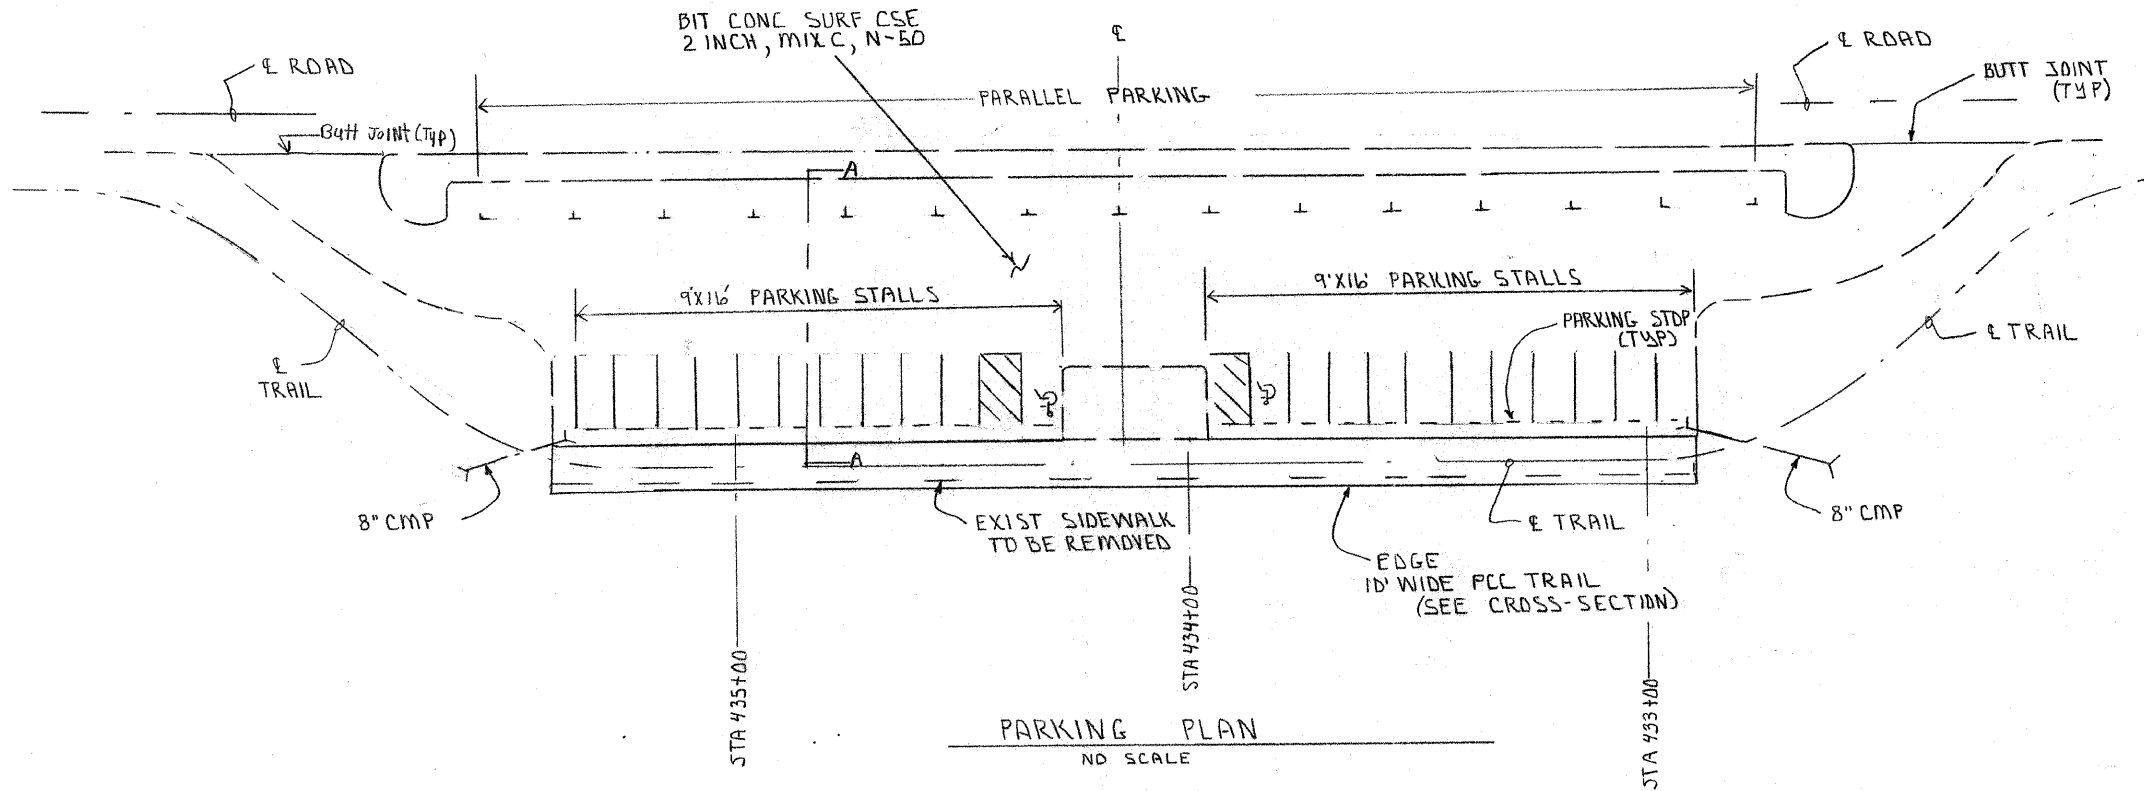 BIT CONC SURF CSE
2 INCH, MIX C, N-50
℄
℄ ROAD
℄ ROAD
BUTT JOINT
(TYP)
PARALLEL PARKING
Butt JOINT (TYP)
A
9'X16' PARKING STALLS
9'X16' PARKING STALLS
PARKING STOP
(TYP)
℄
TRAIL
℄ TRAIL
A
8" CMP
EXIST SIDEWALK
TO BE REMOVED
℄ TRAIL
8" CMP
EDGE
10' WIDE PCC TRAIL
(SEE CROSS-SECTION)
STA 435+00
STA 434+00
STA 433+00
PARKING PLAN
NO SCALE